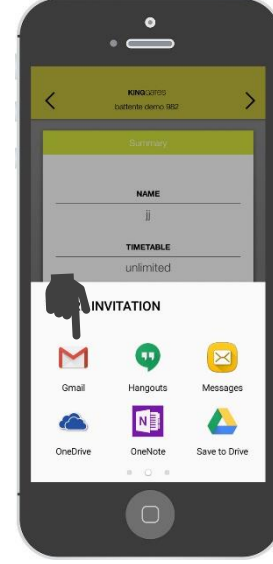 KINGgates
battente demo 982
Summary
NAME
jj
TIMETABLE
unlimited
INVITATION
Gmail
Hangouts
Messages
OneDrive
OneNote
Save to Drive